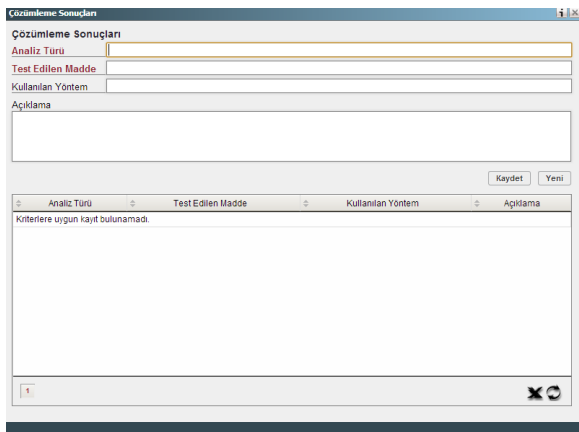 Çözümleme Sonuçları
Çözümleme Sonuçları
Analiz Türü
Test Edilen Madde
Kullanılan Yöntem
Açıklama
Kaydet Yeni
Analiz Türü Test Edilen Madde Kullanılan Yöntem Açıklama
Kriterlere uygun kayıt bulunamadı.
1